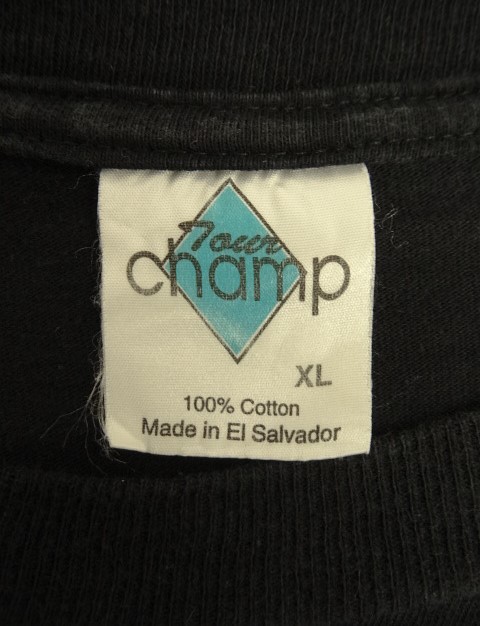 Tour
champ
XL
100% Cotton
Made in El Salvador